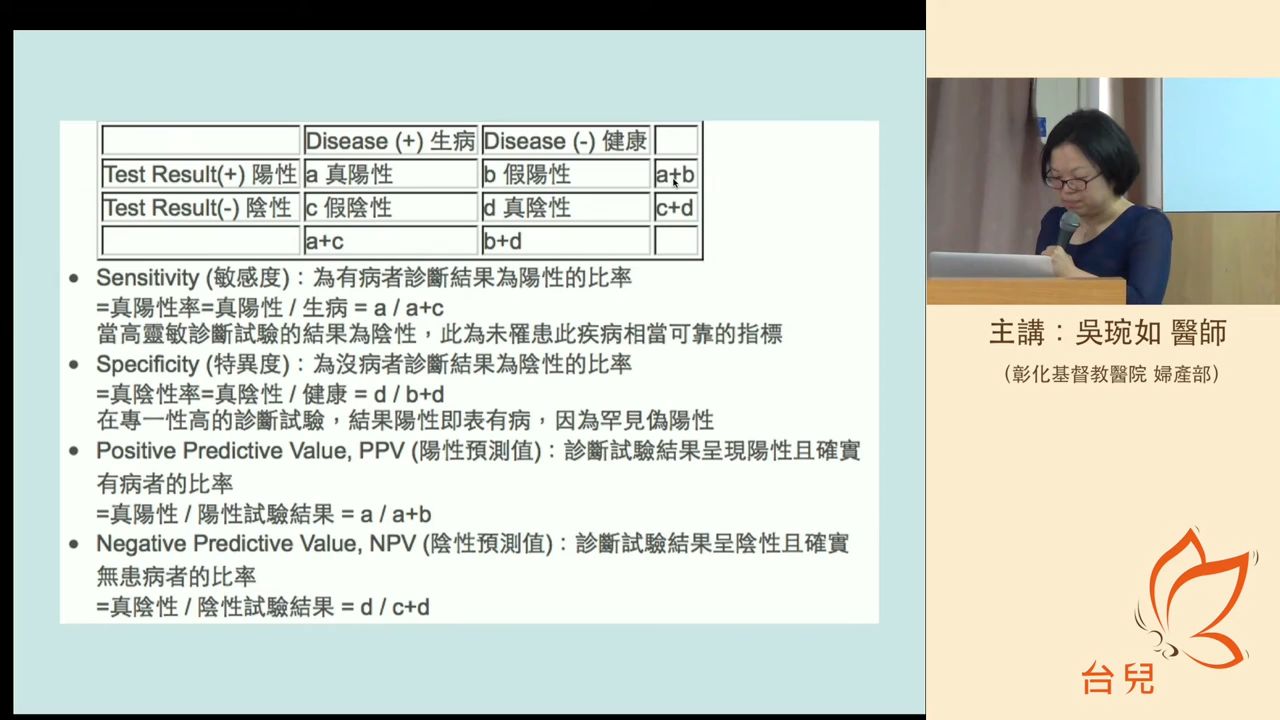 Disease (+) 生病 Disease (-) 健康
Test Result(+) 陽性 a 真陽性 b 假陽性 a+b
Test Result(-) 陰性 c 假陰性 d 真陰性 c+d
a+c b+d
• Sensitivity (敏感度)：為有病者診斷結果為陽性的比率
=真陽性率=真陽性 / 生病 = a / a+c
當高靈敏診斷試驗的結果為陰性，此為未罹患此疾病相當可靠的指標
• Specificity (特異度)：為沒病者診斷結果為陰性的比率
=真陰性率=真陰性 / 健康 = d / b+d
在專一性高的診斷試驗，結果陽性即表有病，因為罕見偽陽性
• Positive Predictive Value, PPV (陽性預測值)：診斷試驗結果呈現陽性且確實
有病者的比率
=真陽性 / 陽性試驗結果 = a / a+b
• Negative Predictive Value, NPV (陰性預測值)：診斷試驗結果呈陰性且確實
無患病者的比率
=真陰性 / 陰性試驗結果 = d / c+d
主講：吳琬如 醫師
（彰化基督教醫院 婦產部）
台兒